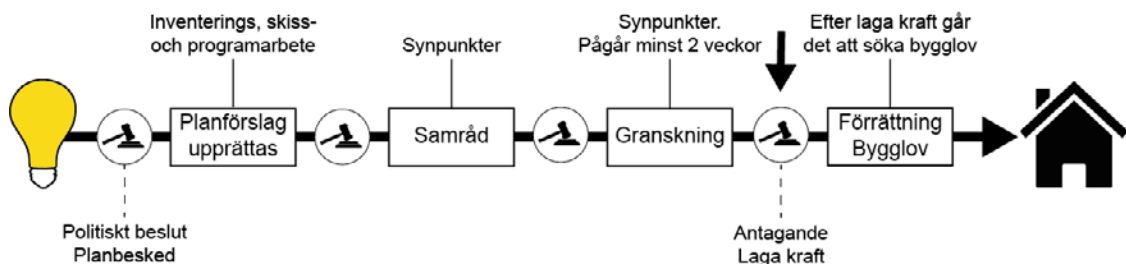 Inventerings, skiss-
och programarbete
Synpunkter
Synpunkter.
Pågår minst 2 veckor
Efter laga kraft går
det att söka bygglov
Planförslag
upprättas
Samråd
Granskning
Förrättning
Bygglov
Politiskt beslut
Planbesked
Antagande
Laga kraft